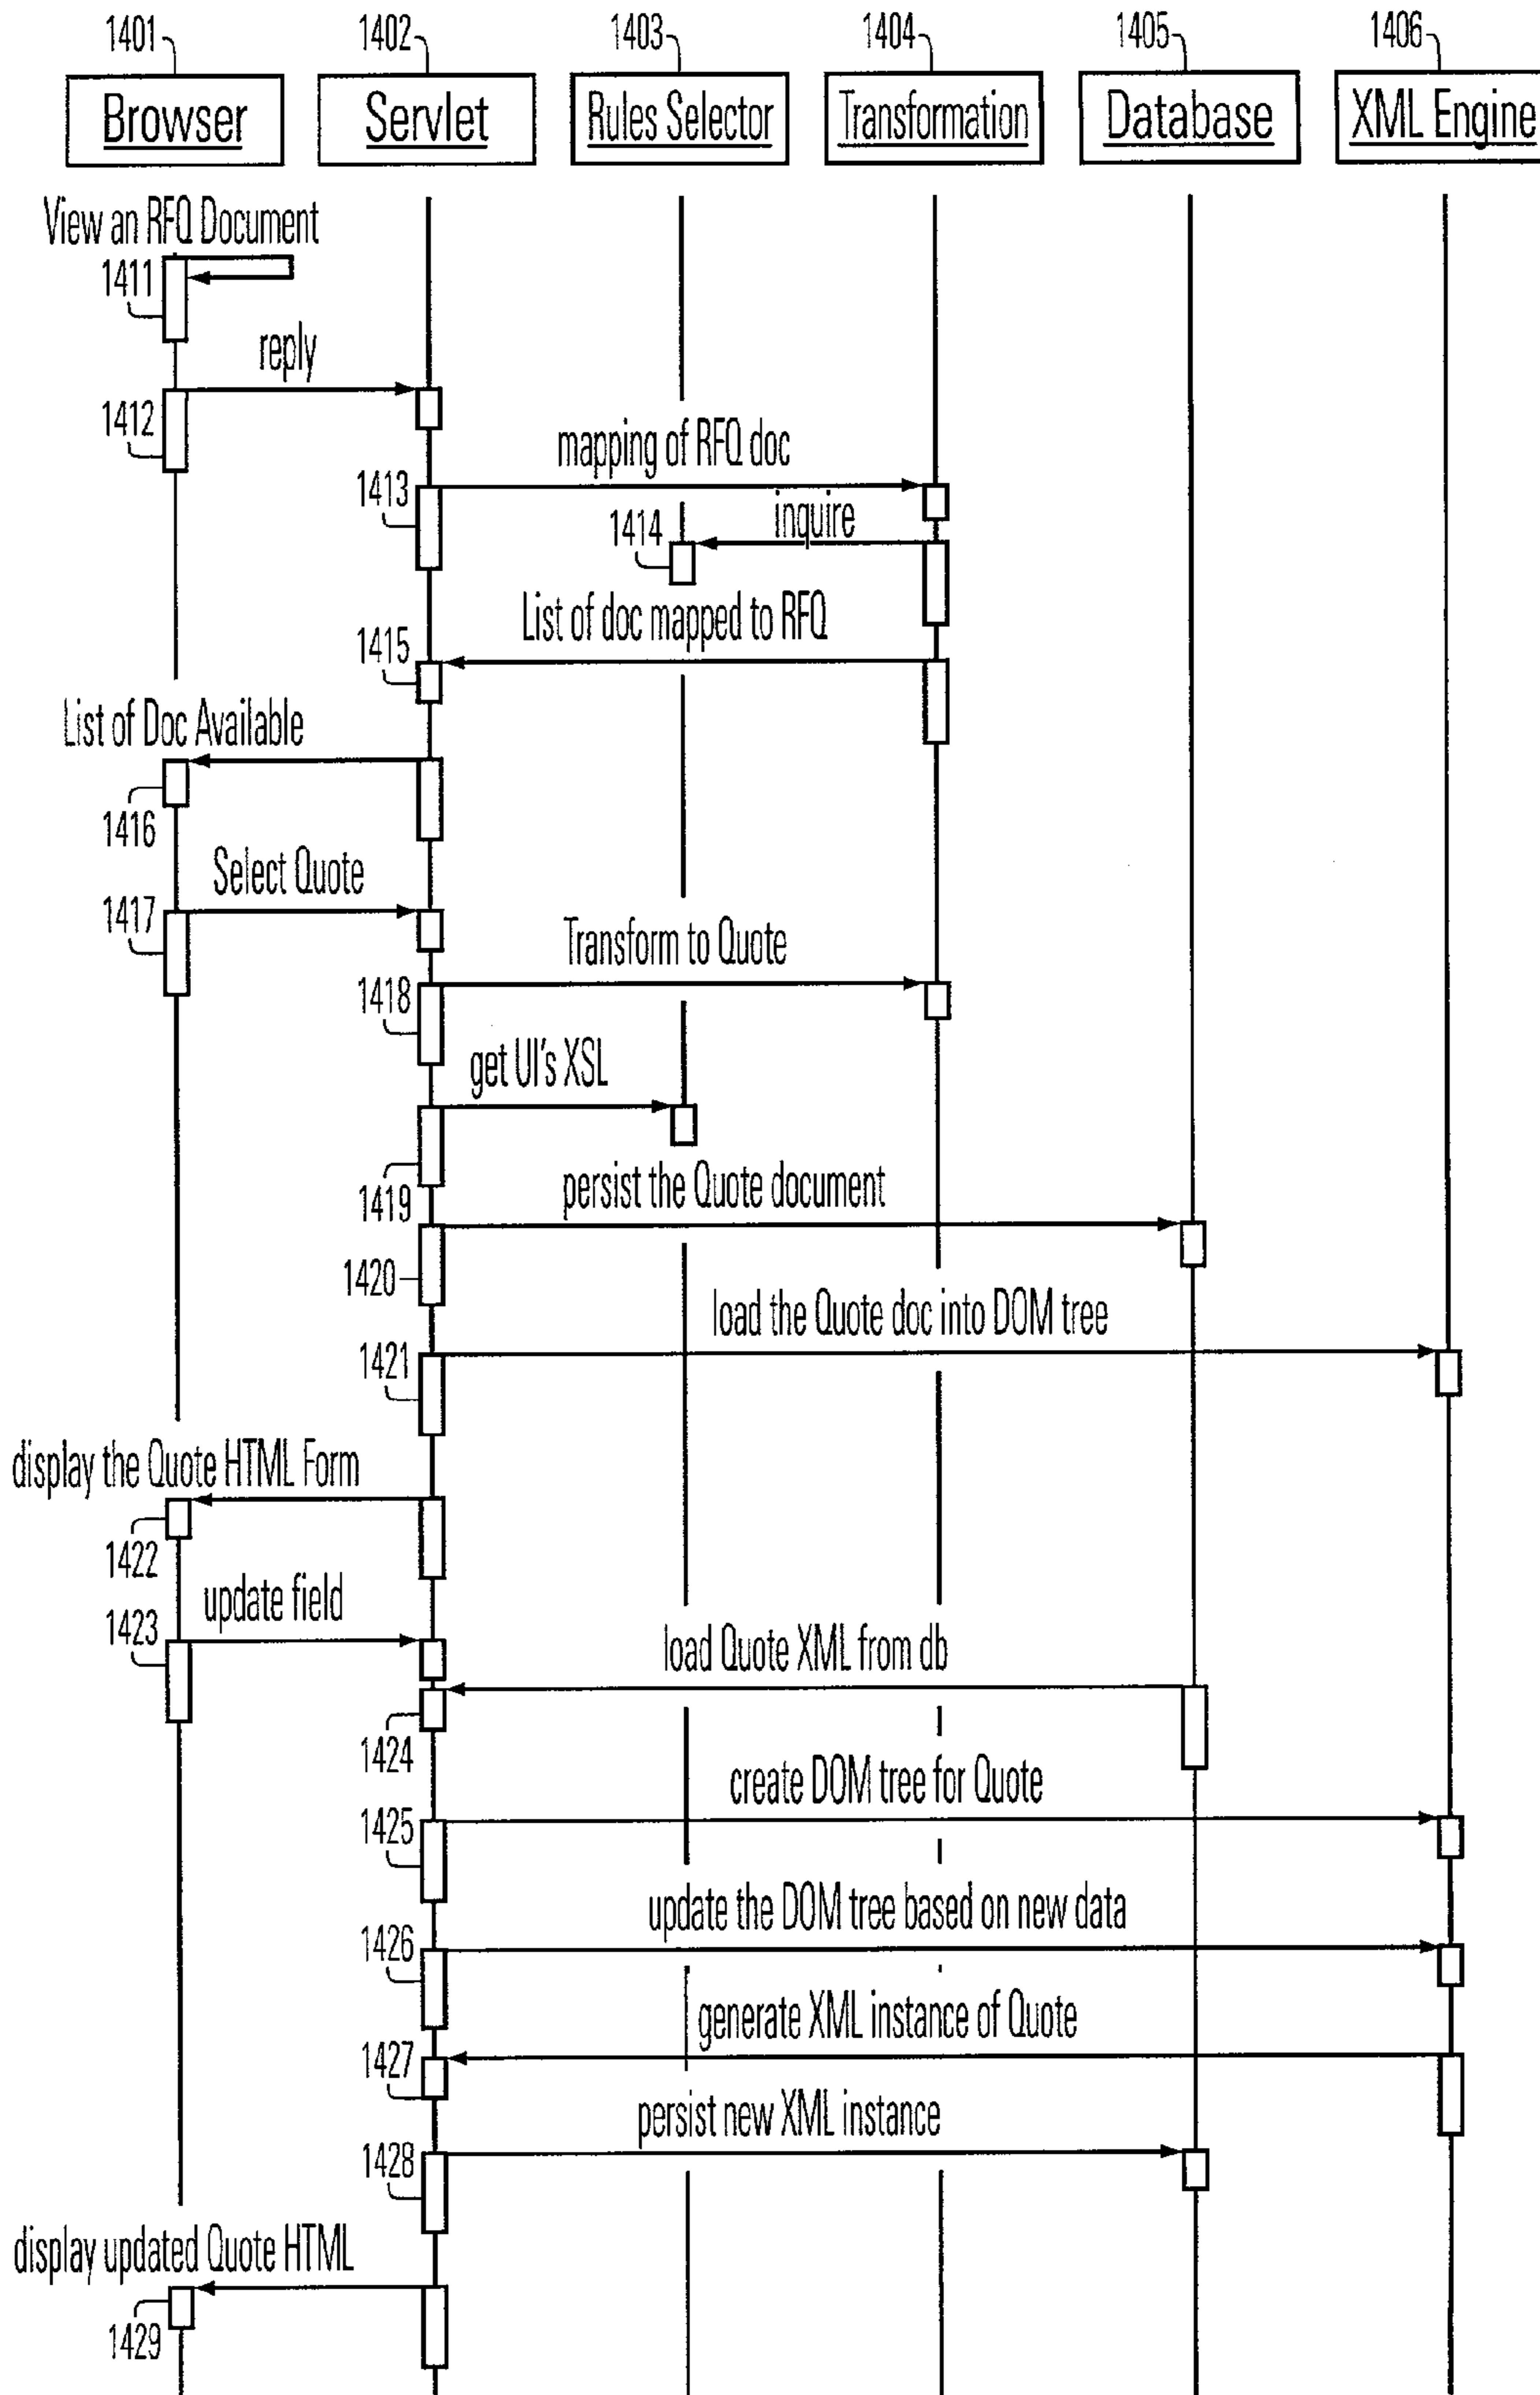 1401
1402
1403
1404
1405
1406
Browser
Servlet
Rules Selector
Transformation
Database
XML Engine
View an RFQ Document
1411
reply
1412
mapping of RFQ doc
1413
inquire
1414
List of doc mapped to RFQ
1415
List of Doc Available
1416
Select Quote
1417
Transform to Quote
1418
get UI's XSL
1419
persist the Quote document
1420
load the Quote doc into DOM tree
1421
display the Quote HTML Form
1422
update field
1423
load Quote XML from db
1424
create DOM tree for Quote
1425
update the DOM tree based on new data
1426
generate XML instance of Quote
1427
persist new XML instance
1428
display updated Quote HTML
1429